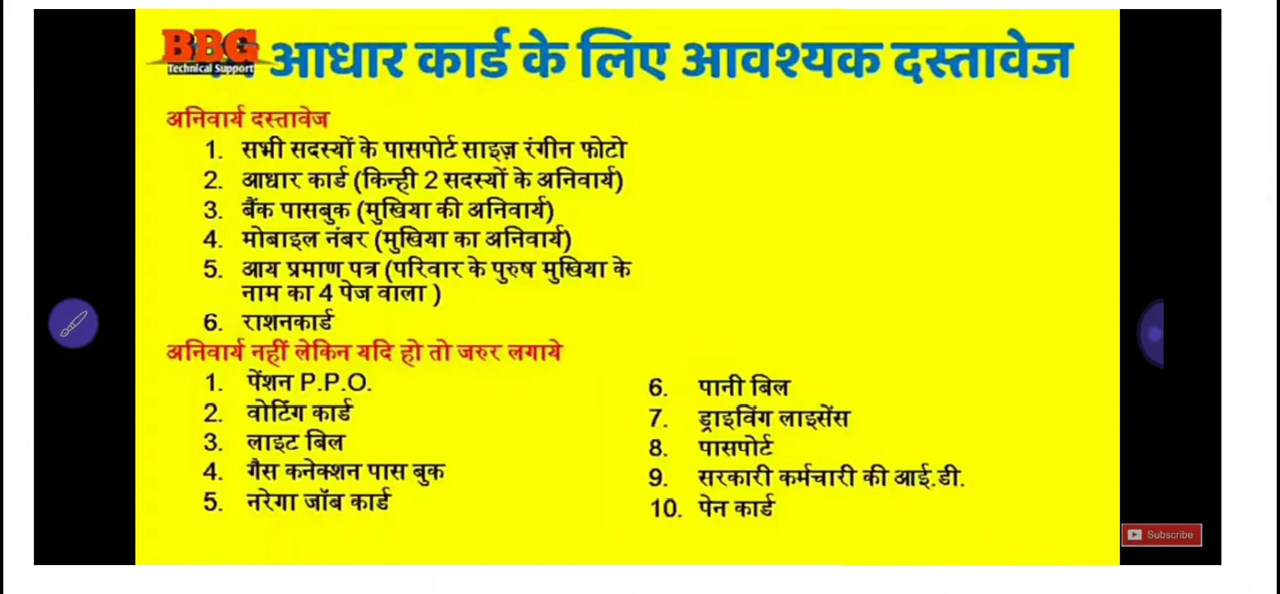 BBG
Technical Support
आधार कार्ड के लिए आवश्यक दस्तावेज
अनिवार्य दस्तावेज
1. सभी सदस्यों के पासपोर्ट साइज़ रंगीन फोटो
2. आधार कार्ड (किन्ही 2 सदस्यों के अनिवार्य)
3. बैंक पासबुक (मुखिया की अनिवार्य)
4. मोबाइल नंबर (मुखिया का अनिवार्य)
5. आय प्रमाण पत्र (परिवार के पुरुष मुखिया के
नाम का 4 पेज वाला )
6. राशनकार्ड
अनिवार्य नहीं लेकिन यदि हो तो जरुर लगाये
1. पेंशन P.P.O.
2. वोटिंग कार्ड
3. लाइट बिल
4. गैस कनेक्शन पास बुक
5. नरेगा जॉब कार्ड
6. पानी बिल
7. ड्राइविंग लाइसेंस
8. पासपोर्ट
9. सरकारी कर्मचारी की आई.डी.
10. पेन कार्ड
Subscribe